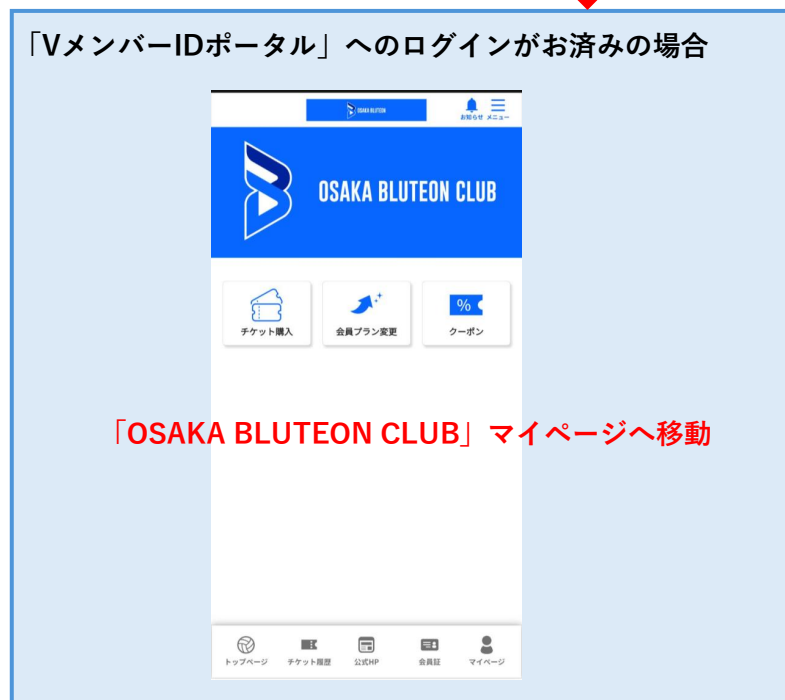 「VメンバーIDポータル」へのログインがお済みの場合
OSAKA BLUTEON
お知らせ メニュー
OSAKA BLUTEON CLUB
%
チケット購入 会員プラン変更 クーポン
「OSAKA BLUTEON CLUB」マイページへ移動
トップページ チケット履歴 公式HP 会員証 マイページ